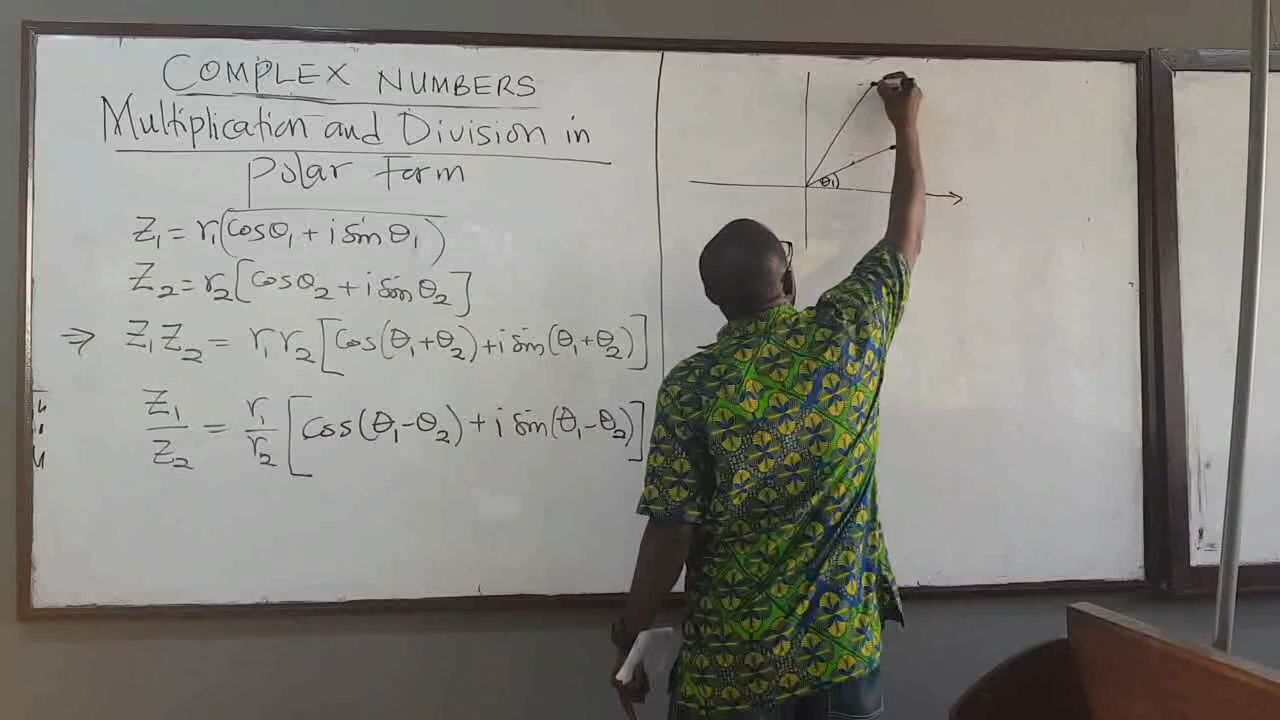 COMPLEX NUMBERS
Multiplication and Division in
Polar Form
Z₁ = r₁(cosθ₁ + i sin θ₁)
Z₂ = r₂[cosθ₂ + i sin θ₂]
⇒ Z₁Z₂ = r₁r₂[cos(θ₁+θ₂)+i sin(θ₁+θ₂)]
Z₁/Z₂ = r₁/r₂ [cos(θ₁-θ₂)+i sin(θ₁-θ₂)]
θ₁